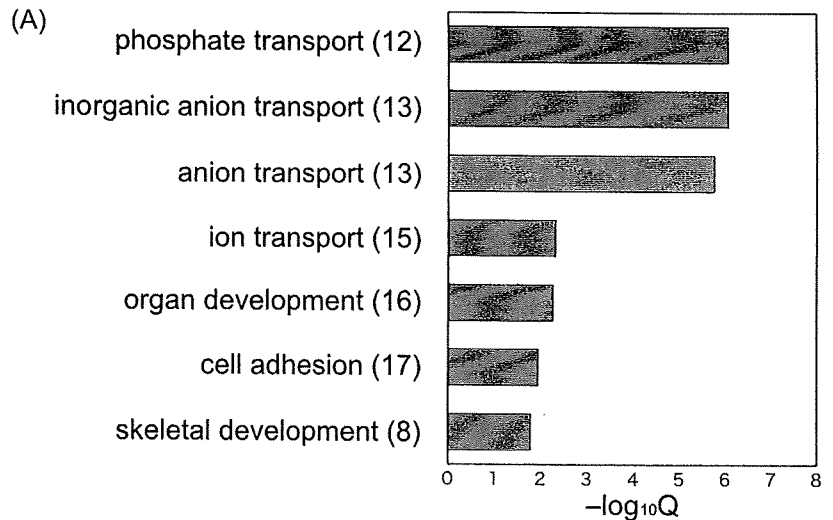 (A)
phosphate transport (12)
inorganic anion transport (13)
anion transport (13)
ion transport (15)
organ development (16)
cell adhesion (17)
skeletal development (8)
0 1 2 3 4 5 6 7 8
–log₁₀Q